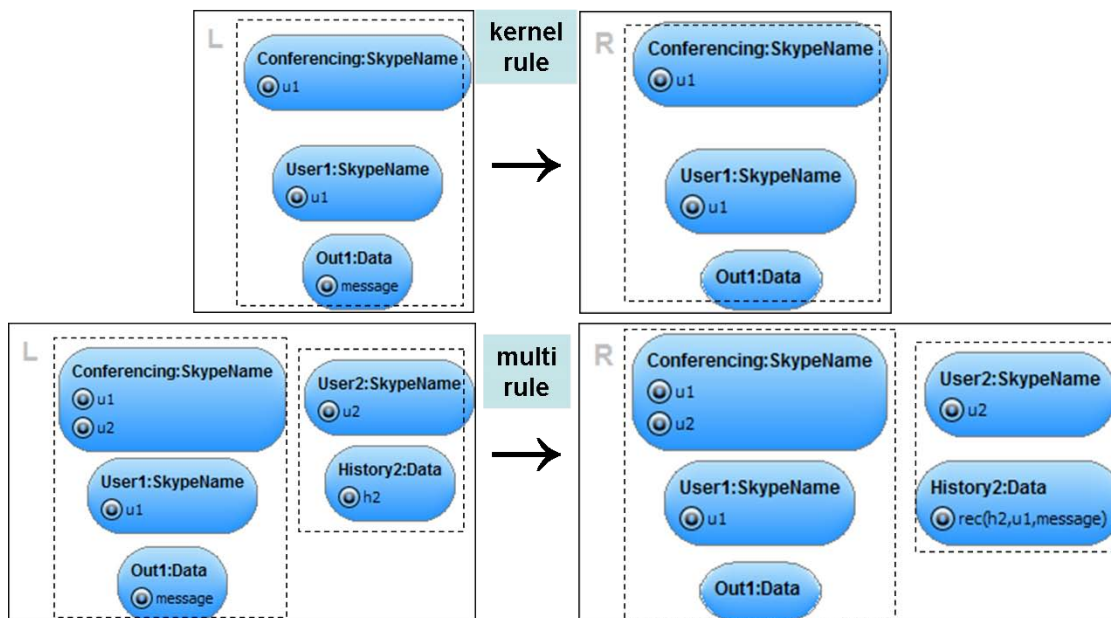 L
Conferencing:SkypeName
u1
User1:SkypeName
u1
Out1:Data
message
kernel
rule
R
Conferencing:SkypeName
u1
User1:SkypeName
u1
Out1:Data
L
Conferencing:SkypeName
u1
u2
User1:SkypeName
u1
Out1:Data
message
User2:SkypeName
u2
History2:Data
h2
multi
rule
R
Conferencing:SkypeName
u1
u2
User1:SkypeName
u1
Out1:Data
User2:SkypeName
u2
History2:Data
rec(h2,u1,message)